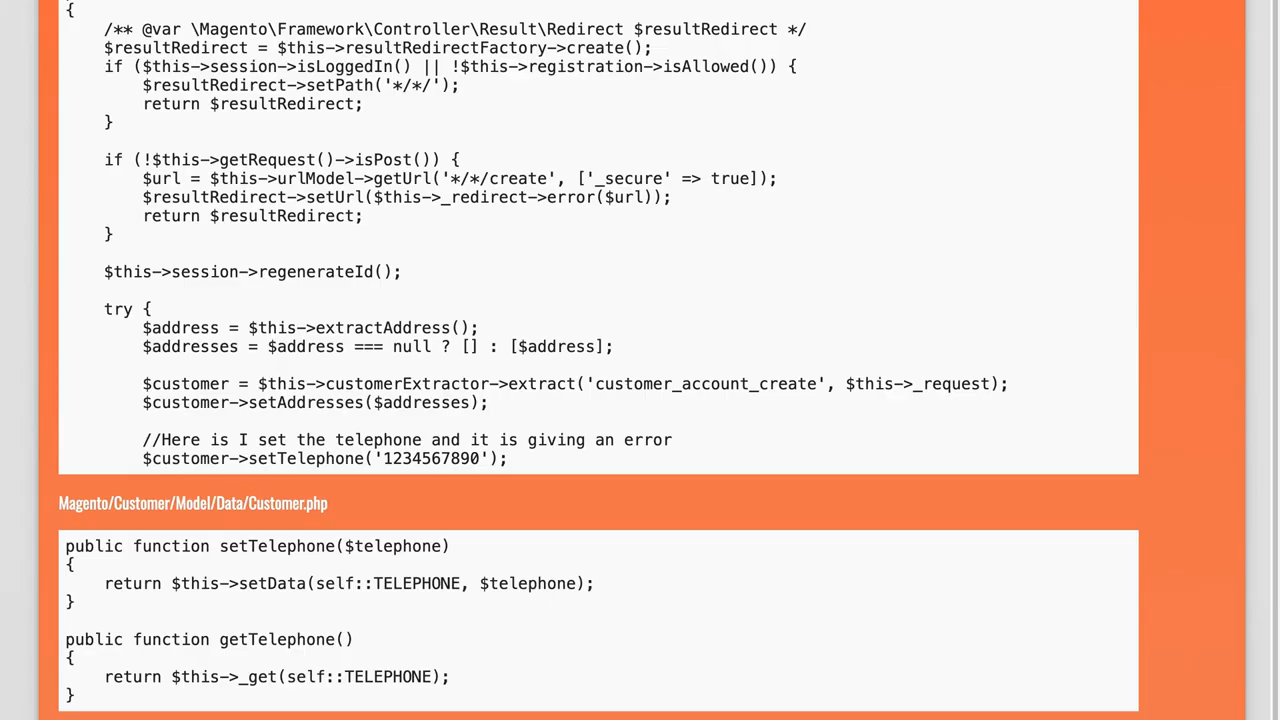 {
/** @var \Magento\Framework\Controller\Result\Redirect $resultRedirect */
$resultRedirect = $this->resultRedirectFactory->create();
if ($this->session->isLoggedIn() || !$this->registration->isAllowed()) {
$resultRedirect->setPath('*/*/');
return $resultRedirect;
}
if (!$this->getRequest()->isPost()) {
$url = $this->urlModel->getUrl('*/*/create', ['_secure' => true]);
$resultRedirect->setUrl($this->_redirect->error($url));
return $resultRedirect;
}
$this->session->regenerateId();
try {
$address = $this->extractAddress();
$addresses = $address === null ? [] : [$address];
$customer = $this->customerExtractor->extract('customer_account_create', $this->_request);
$customer->setAddresses($addresses);
//Here is I set the telephone and it is giving an error
$customer->setTelephone('1234567890');
Magento/Customer/Model/Data/Customer.php
public function setTelephone($telephone)
{
return $this->setData(self::TELEPHONE, $telephone);
}
public function getTelephone()
{
return $this->_get(self::TELEPHONE);
}